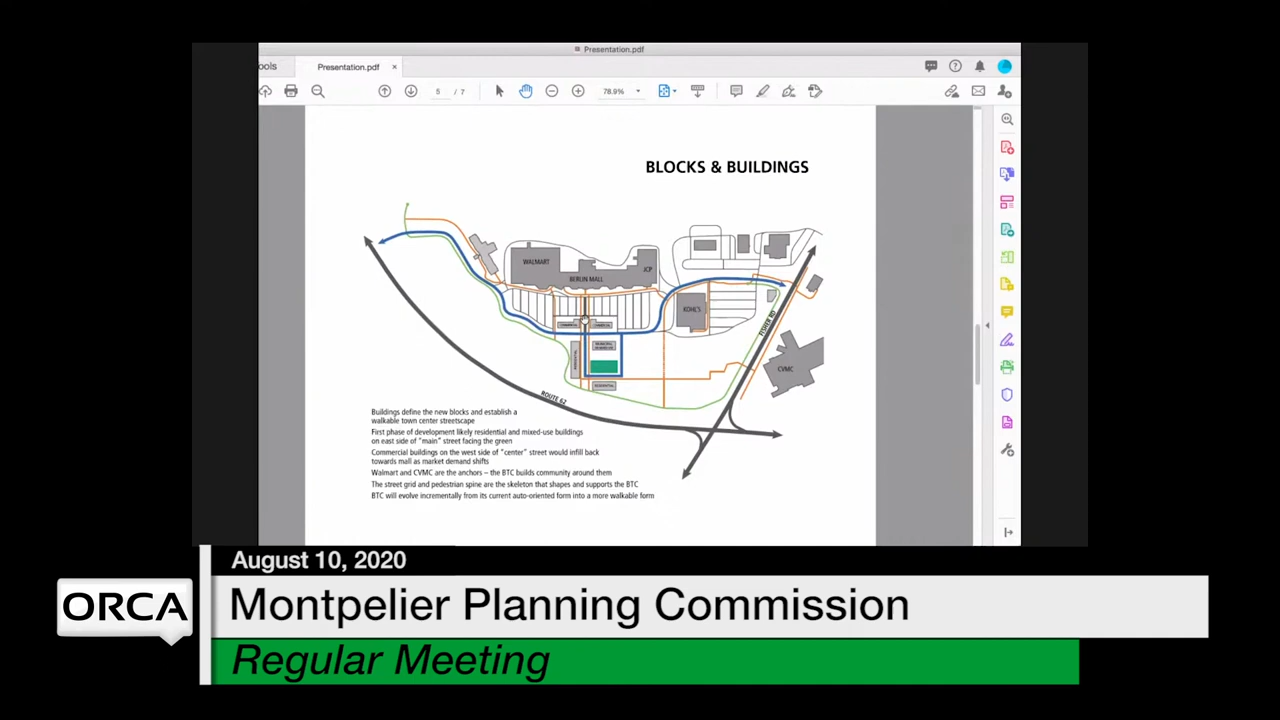 Presentation.pdf
ools
Presentation.pdf ×
5 / 7
78.9%
BLOCKS & BUILDINGS
WALMART
BERLIN MALL
JCP
KOHL'S
FISHER RD
CVMC
ROUTE 62
COMMERCIAL
COMMERCIAL
RESIDENTIAL
Buildings define the new blocks and establish a
walkable town center streetscape
First phase of development likely residential and mixed-use buildings
on east side of "main" street facing the green
Commercial buildings on the west side of "center" street would infill back
towards mall as market demand shifts
Walmart and CVMC are the anchors – the BTC builds community around them
The street grid and pedestrian spine are the skeleton that shapes and supports the BTC
BTC will evolve incrementally from its current auto-oriented form into a more walkable form
August 10, 2020
ORCA
Montpelier Planning Commission
Regular Meeting